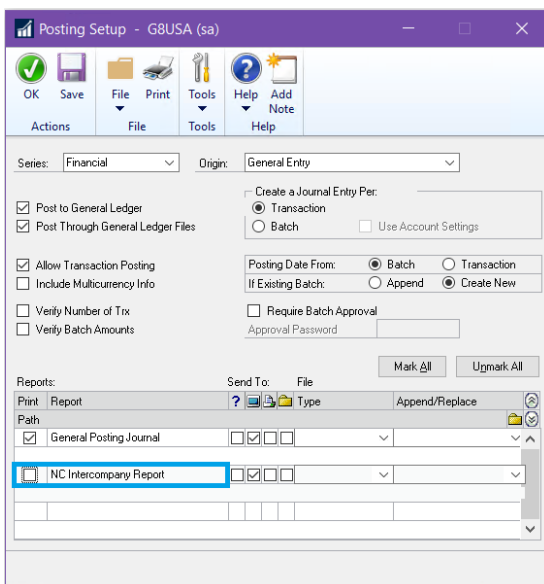 Posting Setup - G8USA (sa)
OK Save File Print Tools Help Add Note
Actions File Tools Help
Series: Financial Origin: General Entry
Create a Journal Entry Per:
Post to General Ledger Transaction
Post Through General Ledger Files Batch Use Account Settings
Allow Transaction Posting Posting Date From: Batch Transaction
Include Multicurrency Info If Existing Batch: Append Create New
Verify Number of Trx Require Batch Approval
Verify Batch Amounts Approval Password
Mark All Unmark All
Reports: Send To: File
Print Report ? Type Append/Replace
Path
General Posting Journal
NC Intercompany Report